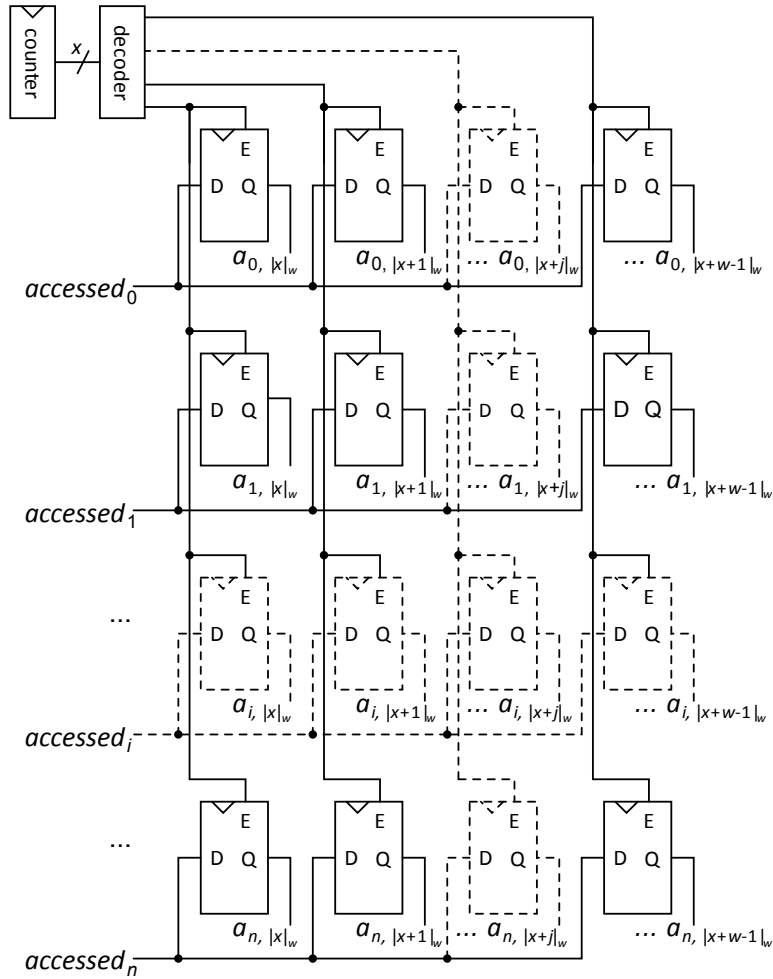 counter
x
decoder
E E E E
D Q D Q D Q D Q
a0, |x|w a0, |x+1|w ... a0, |x+j|w ... a0, |x+w-1|w
accessed0
E E E E
D Q D Q D Q D Q
a1, |x|w a1, |x+1|w ... a1, |x+j|w ... a1, |x+w-1|w
accessed1
E E E E
... D Q D Q D Q D Q
ai, |x|w ai, |x+1|w ... ai, |x+j|w ... ai, |x+w-1|w
accessedi
E E E E
... D Q D Q D Q D Q
an, |x|w an, |x+1|w ... an, |x+j|w ... an, |x+w-1|w
accessedn